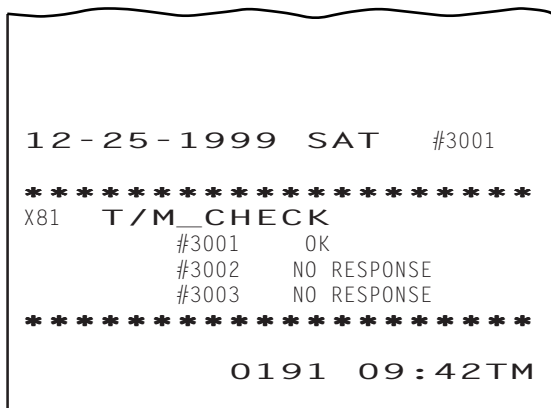 12-25-1999 SAT #3001
********************
X81 T/M_CHECK
#3001 OK
#3002 NO RESPONSE
#3003 NO RESPONSE
********************
0191 09:42TM